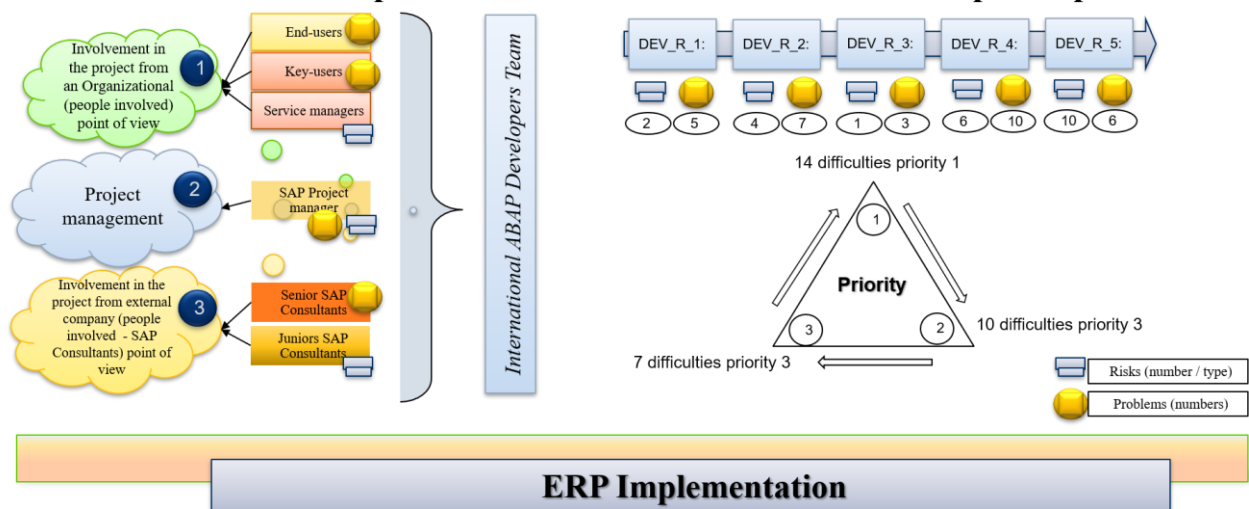 Involvement in
the project from
an Organizational
(people involved)
point of view
1
End-users
Key-users
Service managers
Project
management
2
SAP Project
manager
Involvement in the
project from external
company (people
involved - SAP
Consultants) point of
view
3
Senior SAP
Consultants
Juniors SAP
Consultants
International ABAP Developers Team
DEV_R_1:
DEV_R_2:
DEV_R_3:
DEV_R_4:
DEV_R_5:
2 5 4 7 1 3 6 10 10 6
14 difficulties priority 1
1
Priority
3
2
10 difficulties priority 3
7 difficulties priority 3
Risks (number / type)
Problems (numbers)
ERP Implementation